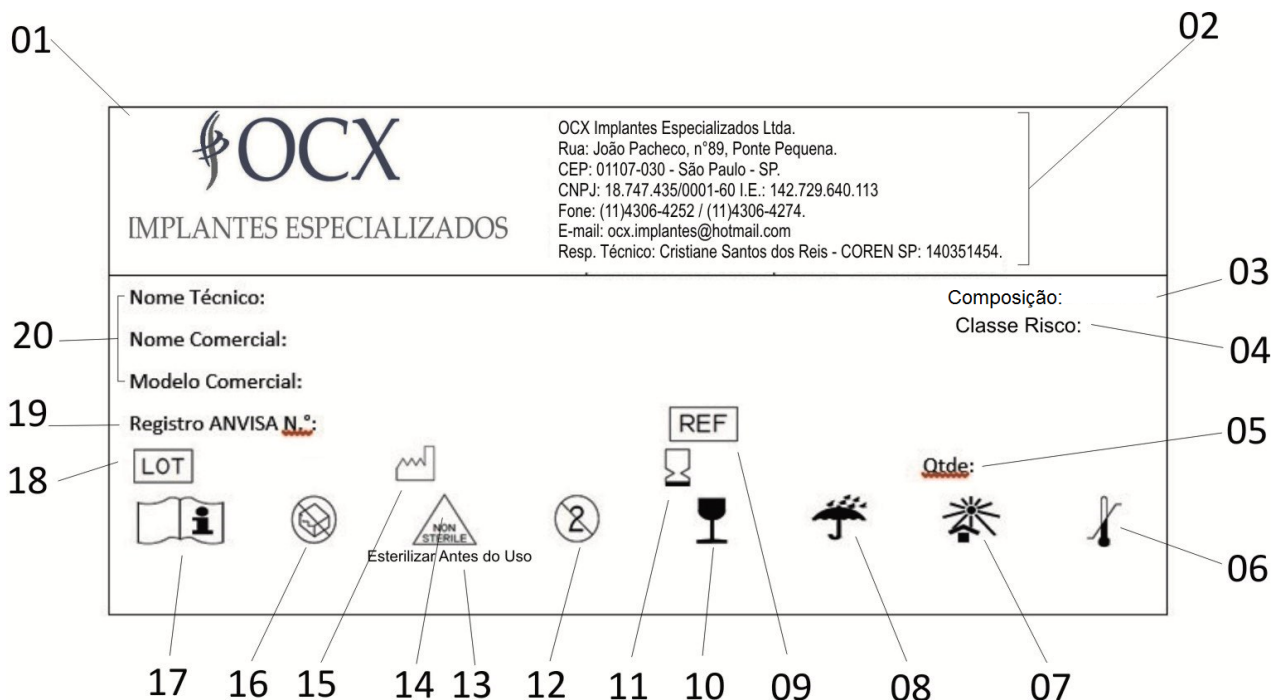 01
02
OCX
IMPLANTES ESPECIALIZADOS
OCX Implantes Especializados Ltda.
Rua: João Pacheco, n°89, Ponte Pequena.
CEP: 01107-030 - São Paulo - SP.
CNPJ: 18.747.435/0001-60 I.E.: 142.729.640.113
Fone: (11)4306-4252 / (11)4306-4274.
E-mail: ocx.implantes@hotmail.com
Resp. Técnico: Cristiane Santos dos Reis - COREN SP: 140351454.
03
Nome Técnico:
Composição:
20
Nome Comercial:
Classe Risco:
04
Modelo Comercial:
19
Registro ANVISA N.°:
REF
05
18
LOT
Qtde:
2
NON
STERILE
Esterilizar Antes do Uso
06
17
16
15
14
13
12
11
10
09
08
07